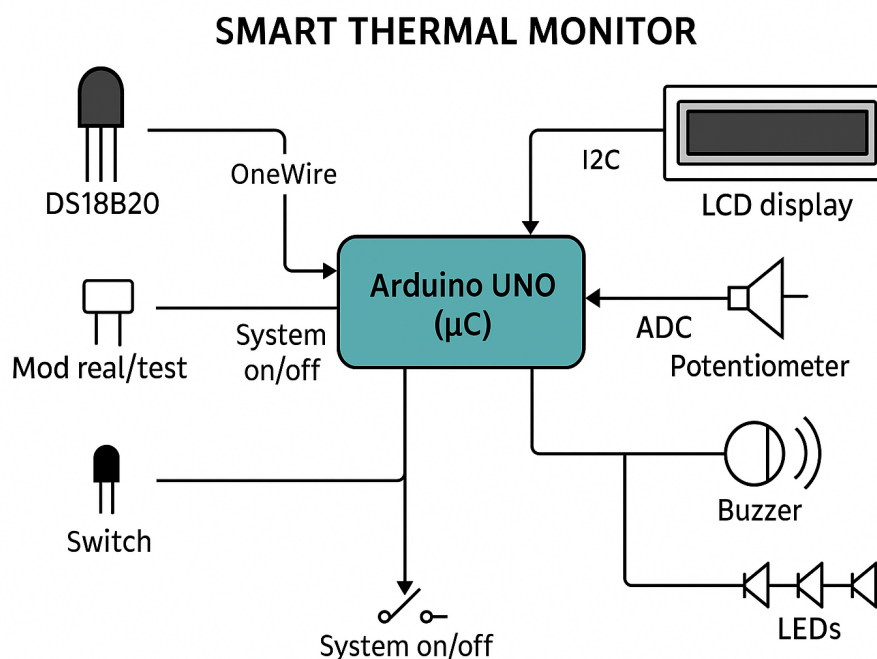 SMART THERMAL MONITOR
DS18B20
OneWire
I2C
LCD display
Arduino UNO
(µC)
Mod real/test
System
on/off
ADC
Potentiometer
Switch
Buzzer
System on/off
LEDs